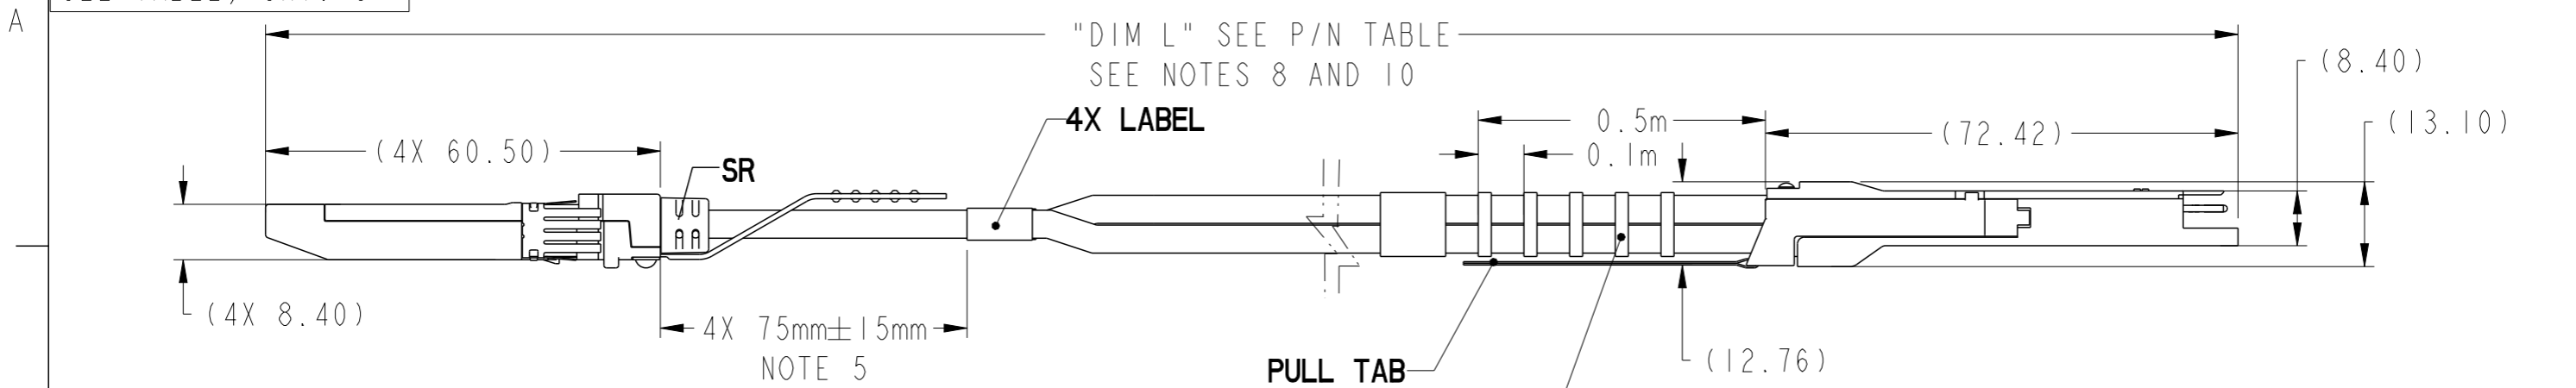 A
"DIM L" SEE P/N TABLE
SEE NOTES 8 AND 10
(8.40)
4X LABEL
0.5m
(72.42)
(13.10)
(4X 60.50)
SR
0.1m
(4X 8.40)
4X 75mm±15mm
NOTE 5
PULL TAB
(12.76)